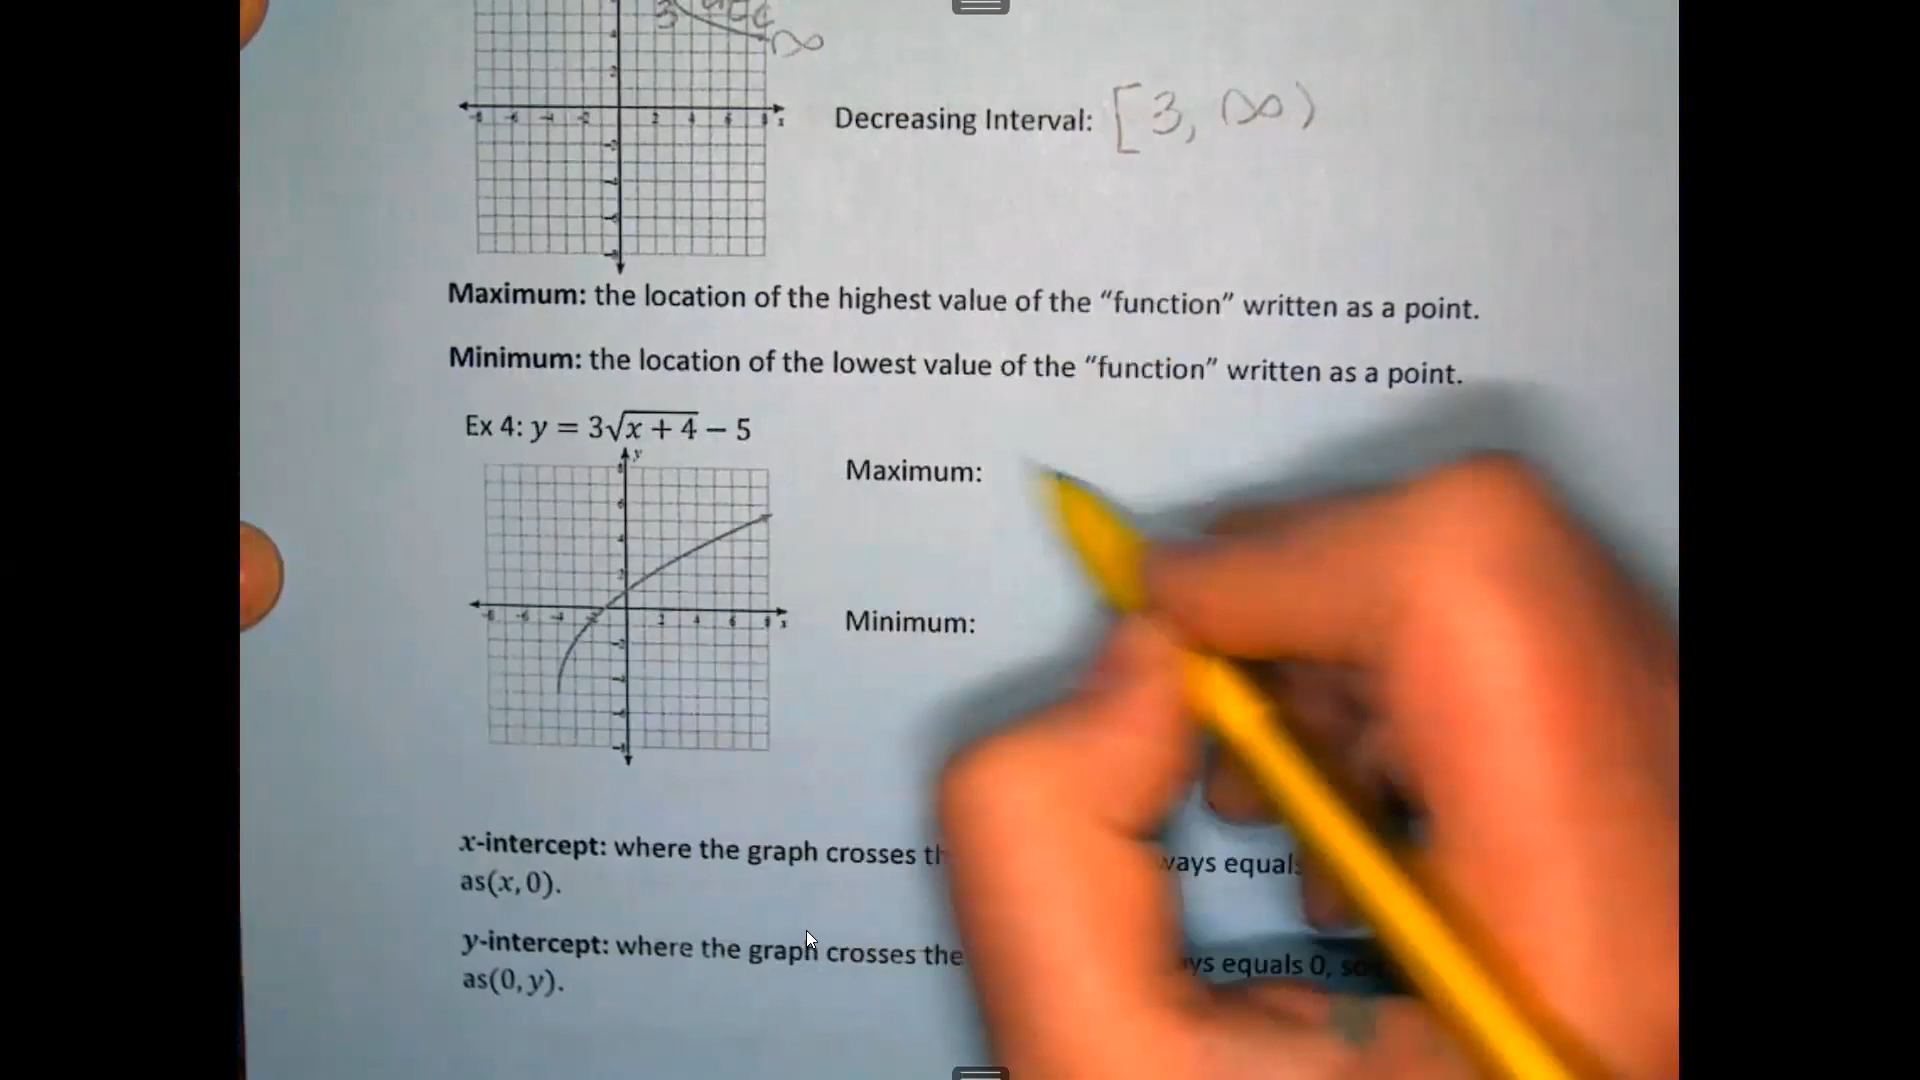 3
∞
Decreasing Interval: [3, ∞)
Maximum: the location of the highest value of the “function” written as a point.
Minimum: the location of the lowest value of the “function” written as a point.
Ex 4: y = 3√(x + 4) − 5
y
Maximum:
Minimum:
x-intercept: where the graph crosses th ways equals
as(x, 0).
y-intercept: where the graph crosses the ys equals 0, so
as(0, y).